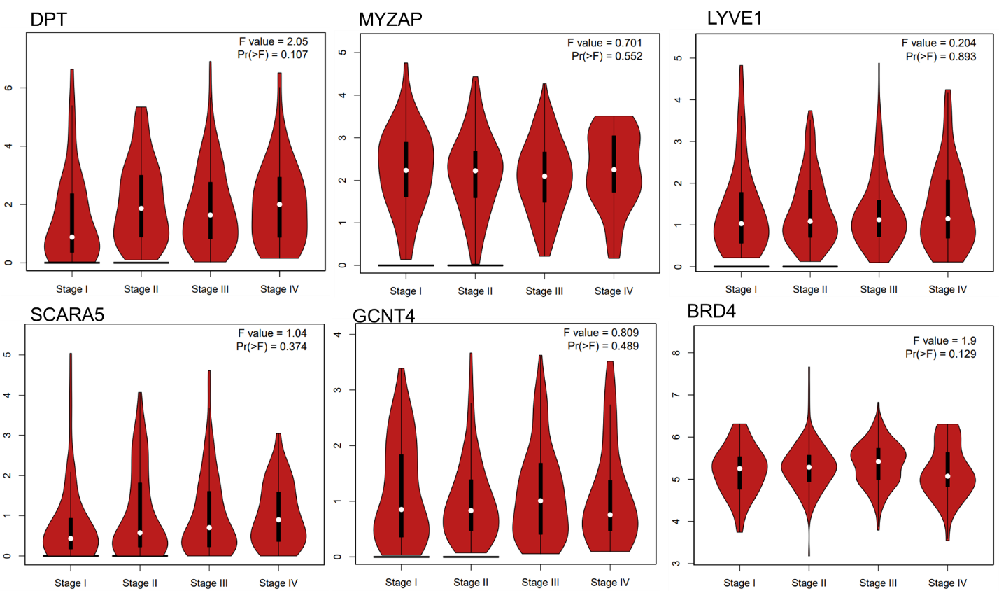 DPT
F value = 2.05
Pr(>F) = 0.107
6
4
2
0
Stage I Stage II Stage III Stage IV
MYZAP
F value = 0.701
Pr(>F) = 0.552
5
4
3
2
1
0
Stage I Stage II Stage III Stage IV
LYVE1
F value = 0.204
Pr(>F) = 0.893
5
4
3
2
1
0
Stage I Stage II Stage III Stage IV
SCARA5
F value = 1.04
Pr(>F) = 0.374
5
4
3
2
1
0
Stage I Stage II Stage III Stage IV
GCNT4
F value = 0.809
Pr(>F) = 0.489
4
3
2
1
0
Stage I Stage II Stage III Stage IV
BRD4
F value = 1.9
Pr(>F) = 0.129
8
7
6
5
4
3
Stage I Stage II Stage III Stage IV